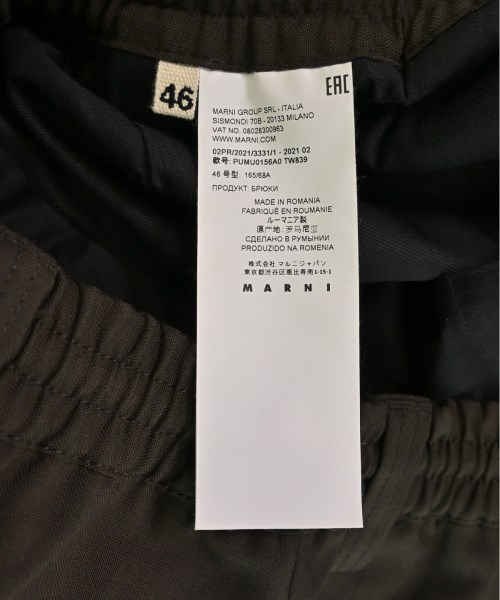 46
EAC
MARNI GROUP SRL - ITALIA
SISMONDI 70B - 20133 MILANO
VAT NO. 08028300963
WWW.MARNI.COM
02PR/2021/3331/1 - 2021 02
款号: PUMU0156A0 TW839
46 号型: 165/68A
ПРОДУКТ: БРЮКИ
MADE IN ROMANIA
FABRIQUÉ EN ROUMANIE
ルーマニア製
原产地: 罗马尼亚
СДЕЛАНО В РУМЫНИИ
PRODUZIDO NA ROMENIA
株式会社 マルニジャパン
東京都渋谷区恵比寿南1-15-1
MARNI